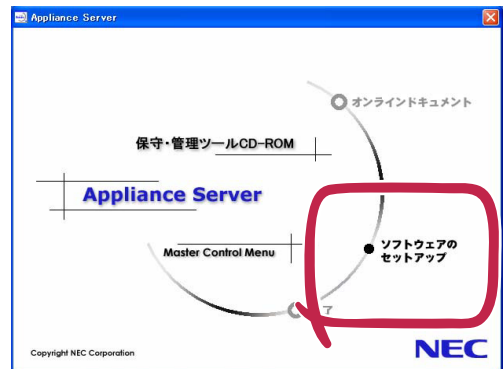 Appliance Server
オンラインドキュメント
保守・管理ツールCD-ROM
Appliance Server
ソフトウェアの
セットアップ
Master Control Menu
了
Copyright NEC Corporation
NEC